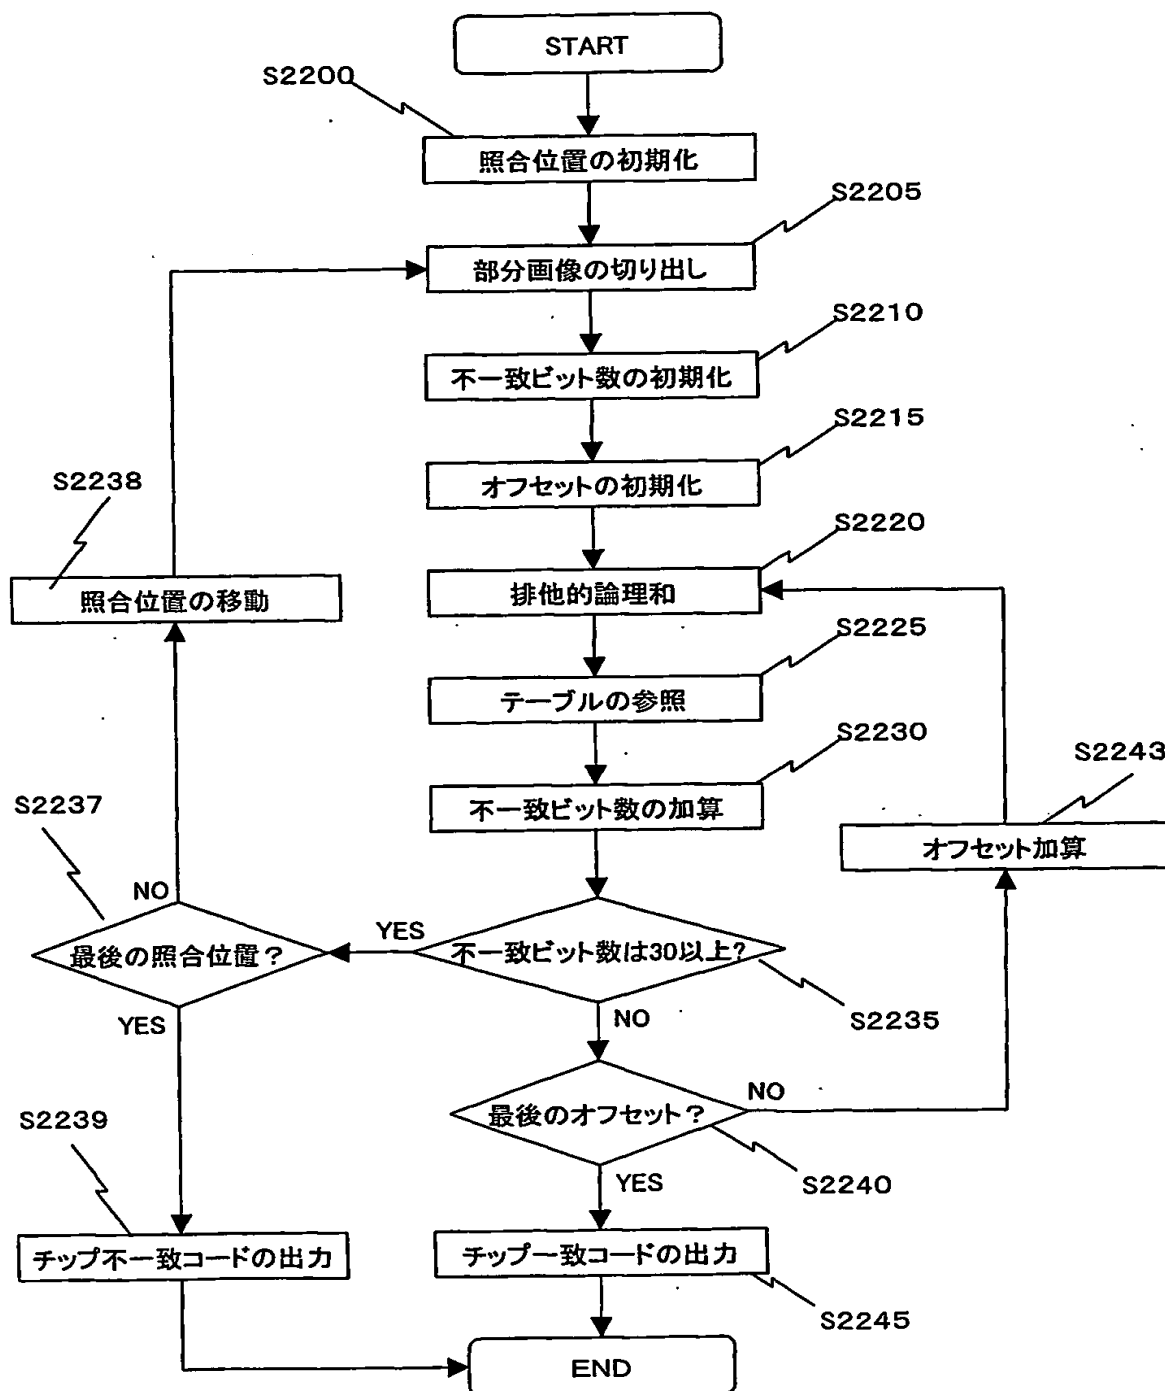 START
S2200
照合位置の初期化
S2205
部分画像の切り出し
S2210
不一致ビット数の初期化
S2215
オフセットの初期化
S2238
S2220
照合位置の移動
排他的論理和
S2225
テーブルの参照
S2230
S2243
S2237
不一致ビット数の加算
オフセット加算
NO
YES
最後の照合位置?
不一致ビット数は30以上?
YES
NO
S2235
NO
S2239
最後のオフセット?
YES
S2240
チップ不一致コードの出力
チップ一致コードの出力
S2245
END